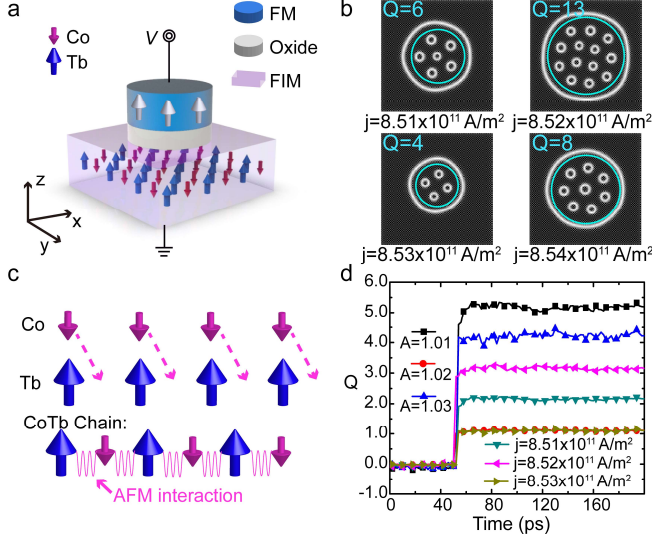 a
Co
Tb
V
FM
Oxide
FIM
z
x
y
b
Q=6
Q=13
j=8.51x10¹¹ A/m²
j=8.52x10¹¹ A/m²
Q=4
Q=8
j=8.53x10¹¹ A/m²
j=8.54x10¹¹ A/m²
c
Co
Tb
CoTb Chain:
AFM interaction
d
6.0
5.0
4.0
3.0
2.0
1.0
0.0
-1.0
Q
A=1.01
A=1.02
A=1.03
j=8.51x10¹¹ A/m²
j=8.52x10¹¹ A/m²
j=8.53x10¹¹ A/m²
0 40 80 120 160
Time (ps)